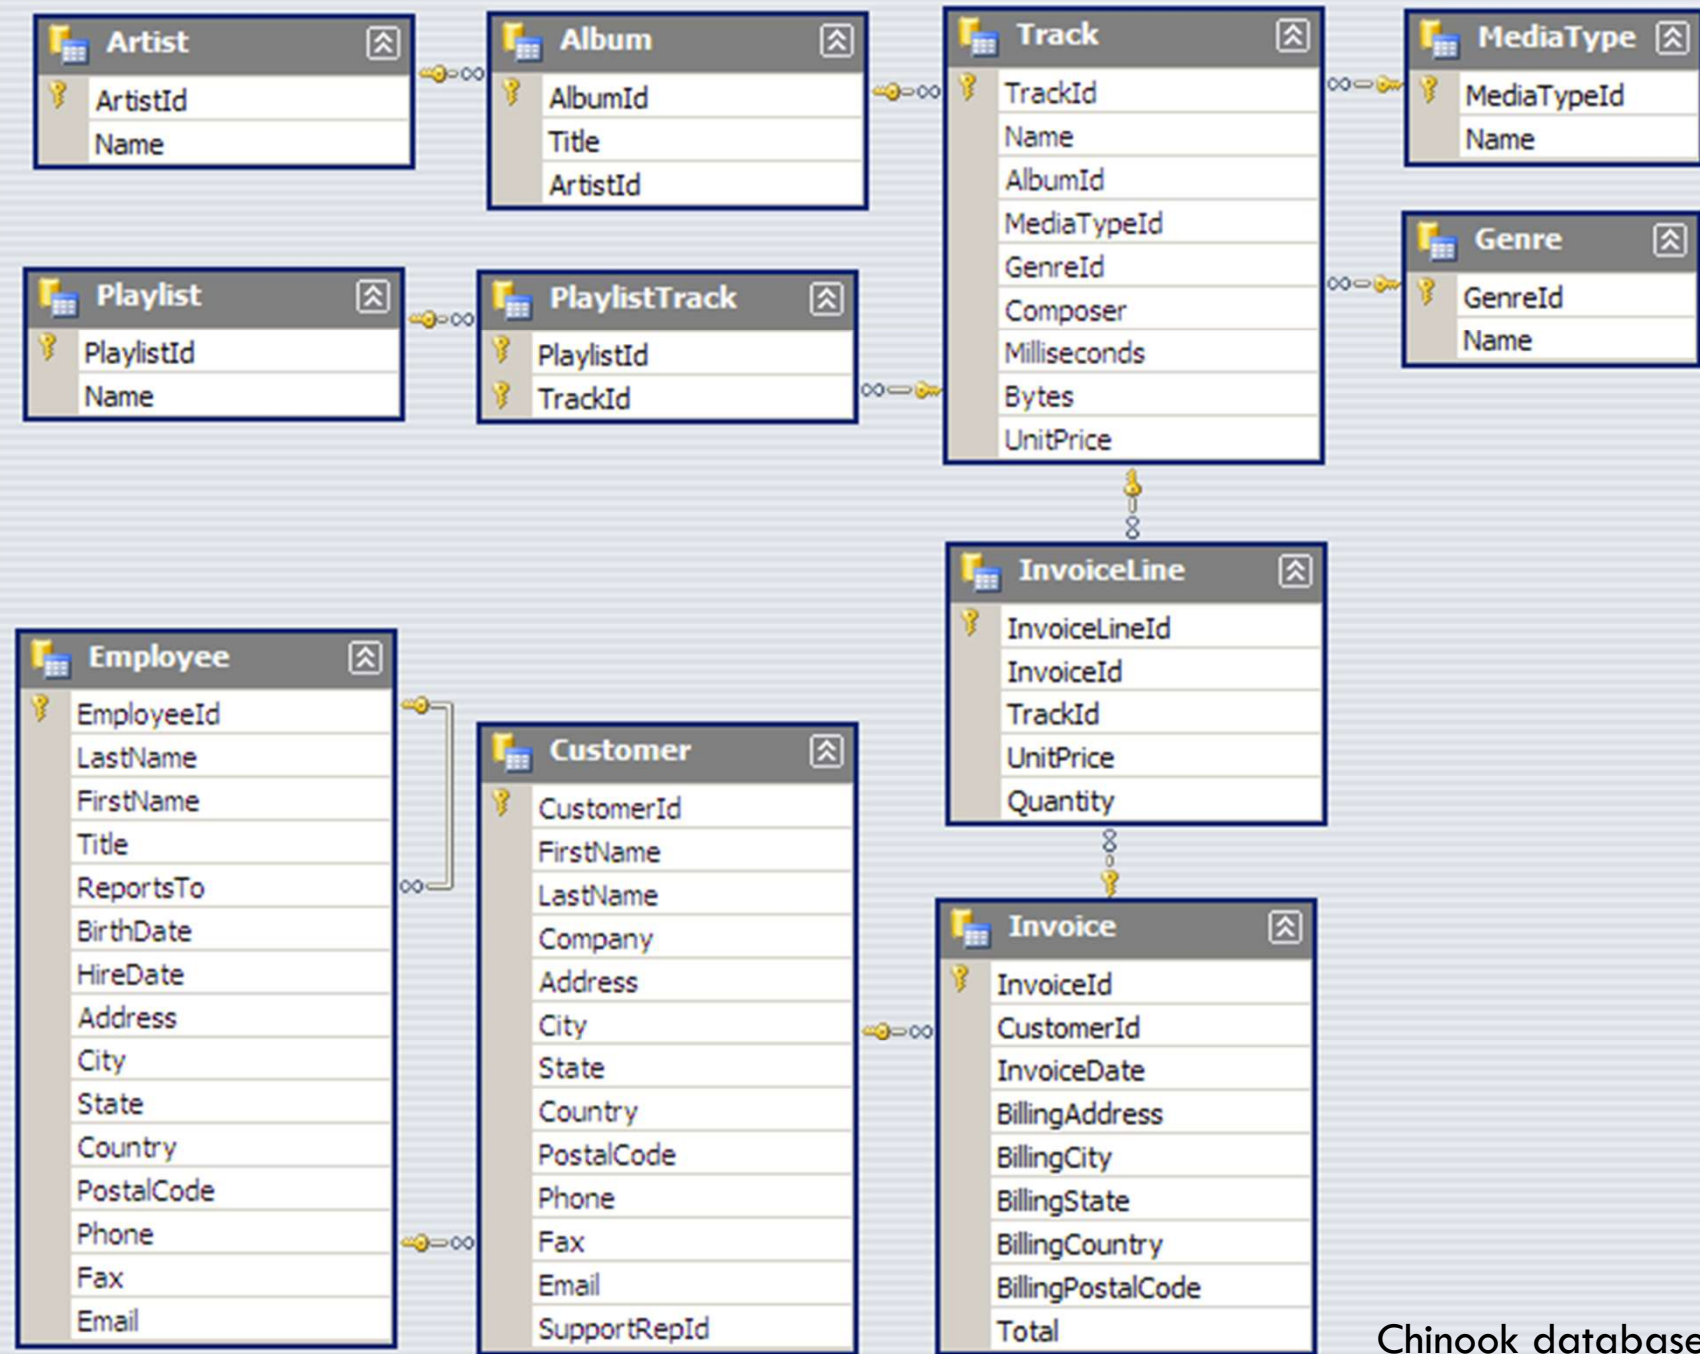 Artist
ArtistId
Name
Album
AlbumId
Title
ArtistId
Track
TrackId
Name
AlbumId
MediaTypeId
GenreId
Composer
Milliseconds
Bytes
UnitPrice
MediaType
MediaTypeId
Name
Genre
GenreId
Name
Playlist
PlaylistId
Name
PlaylistTrack
PlaylistId
TrackId
InvoiceLine
InvoiceLineId
InvoiceId
TrackId
UnitPrice
Quantity
Employee
EmployeeId
LastName
FirstName
Title
ReportsTo
BirthDate
HireDate
Address
City
State
Country
PostalCode
Phone
Fax
Email
Customer
CustomerId
FirstName
LastName
Company
Address
City
State
Country
PostalCode
Phone
Fax
Email
SupportRepId
Invoice
InvoiceId
CustomerId
InvoiceDate
BillingAddress
BillingCity
BillingState
BillingCountry
BillingPostalCode
Total
Chinook database